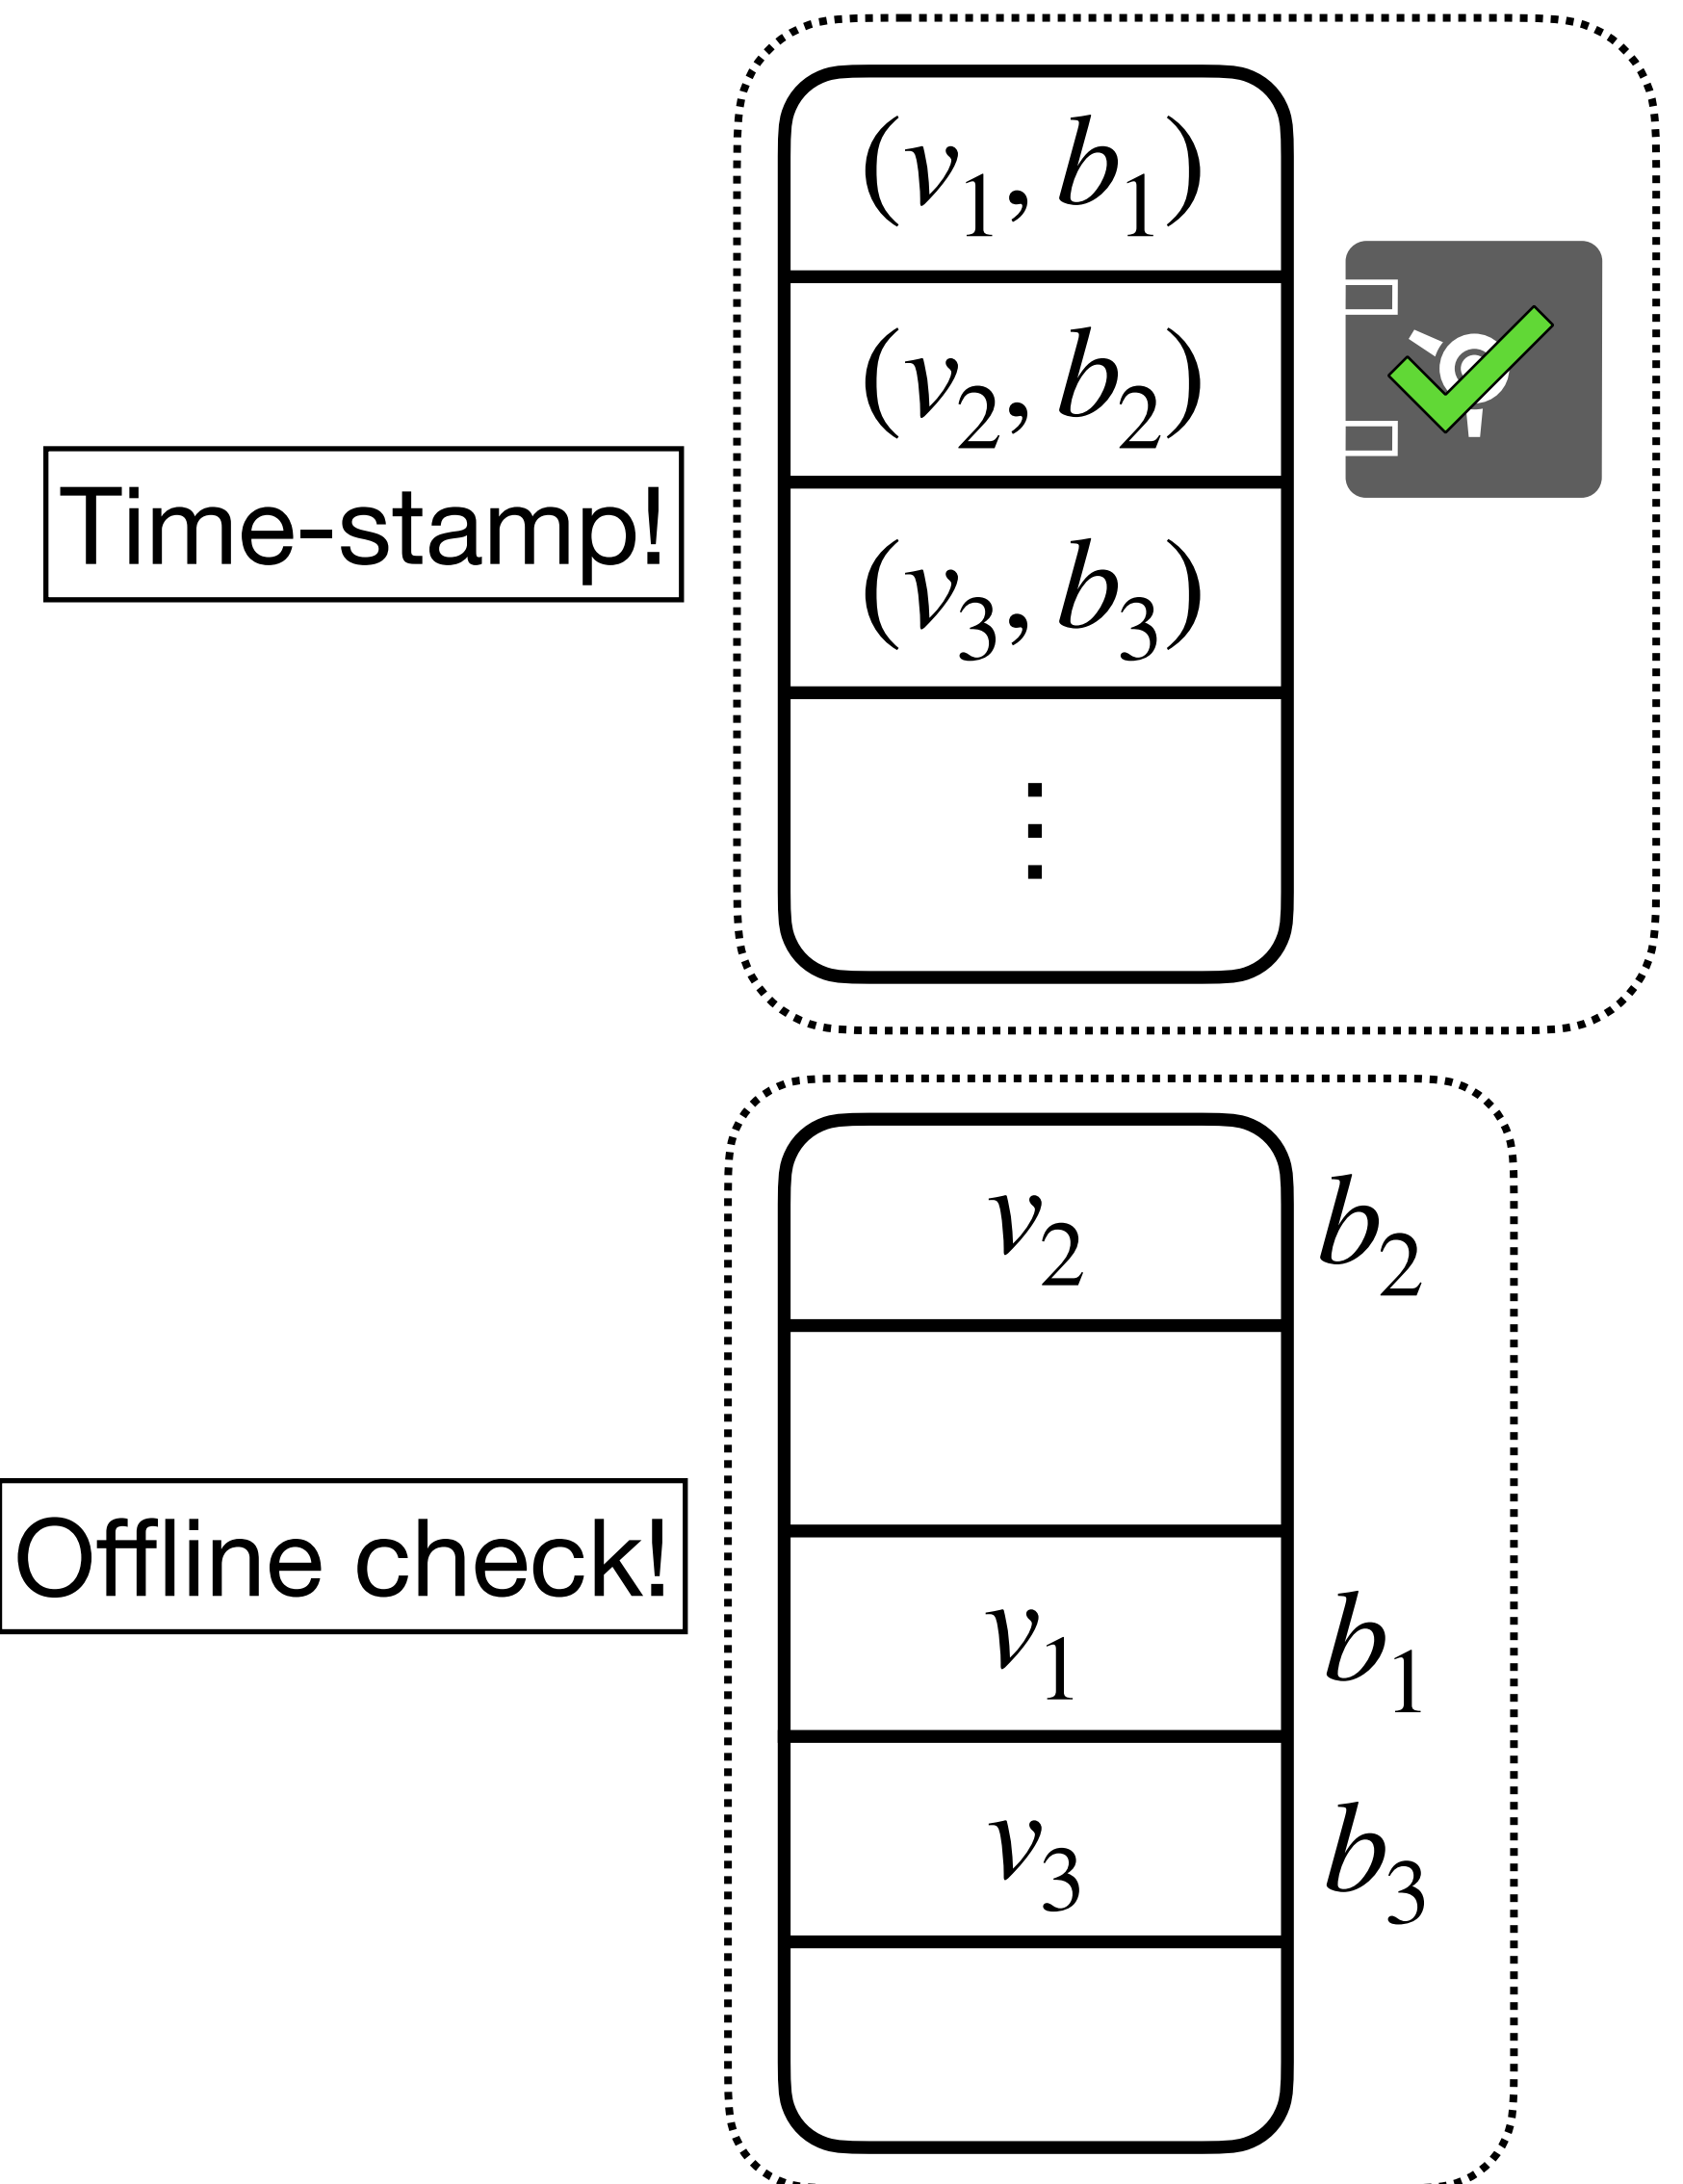 (v₁, b₁)
(v₂, b₂)
Time-stamp!
(v₃, b₃)
⋮
v₂ b₂
Offline check!
v₁ b₁
v₃ b₃